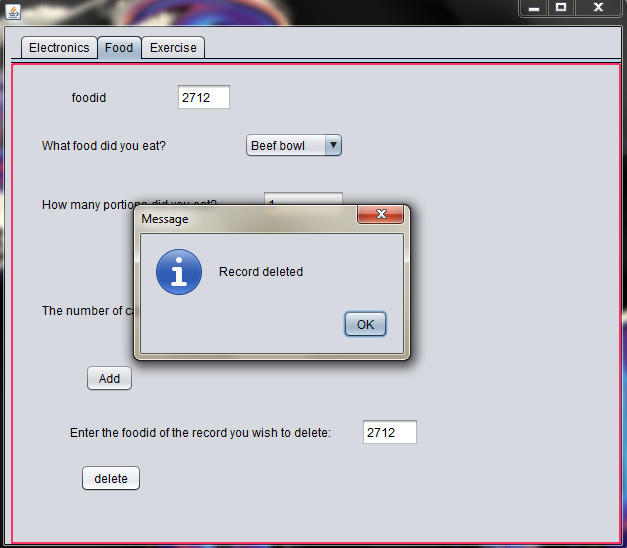 Electronics Food Exercise
foodid 2712
What food did you eat? Beef bowl
How many portions did you eat? 1
Message
Record deleted
OK
The number of ca
Add
Enter the foodid of the record you wish to delete: 2712
delete